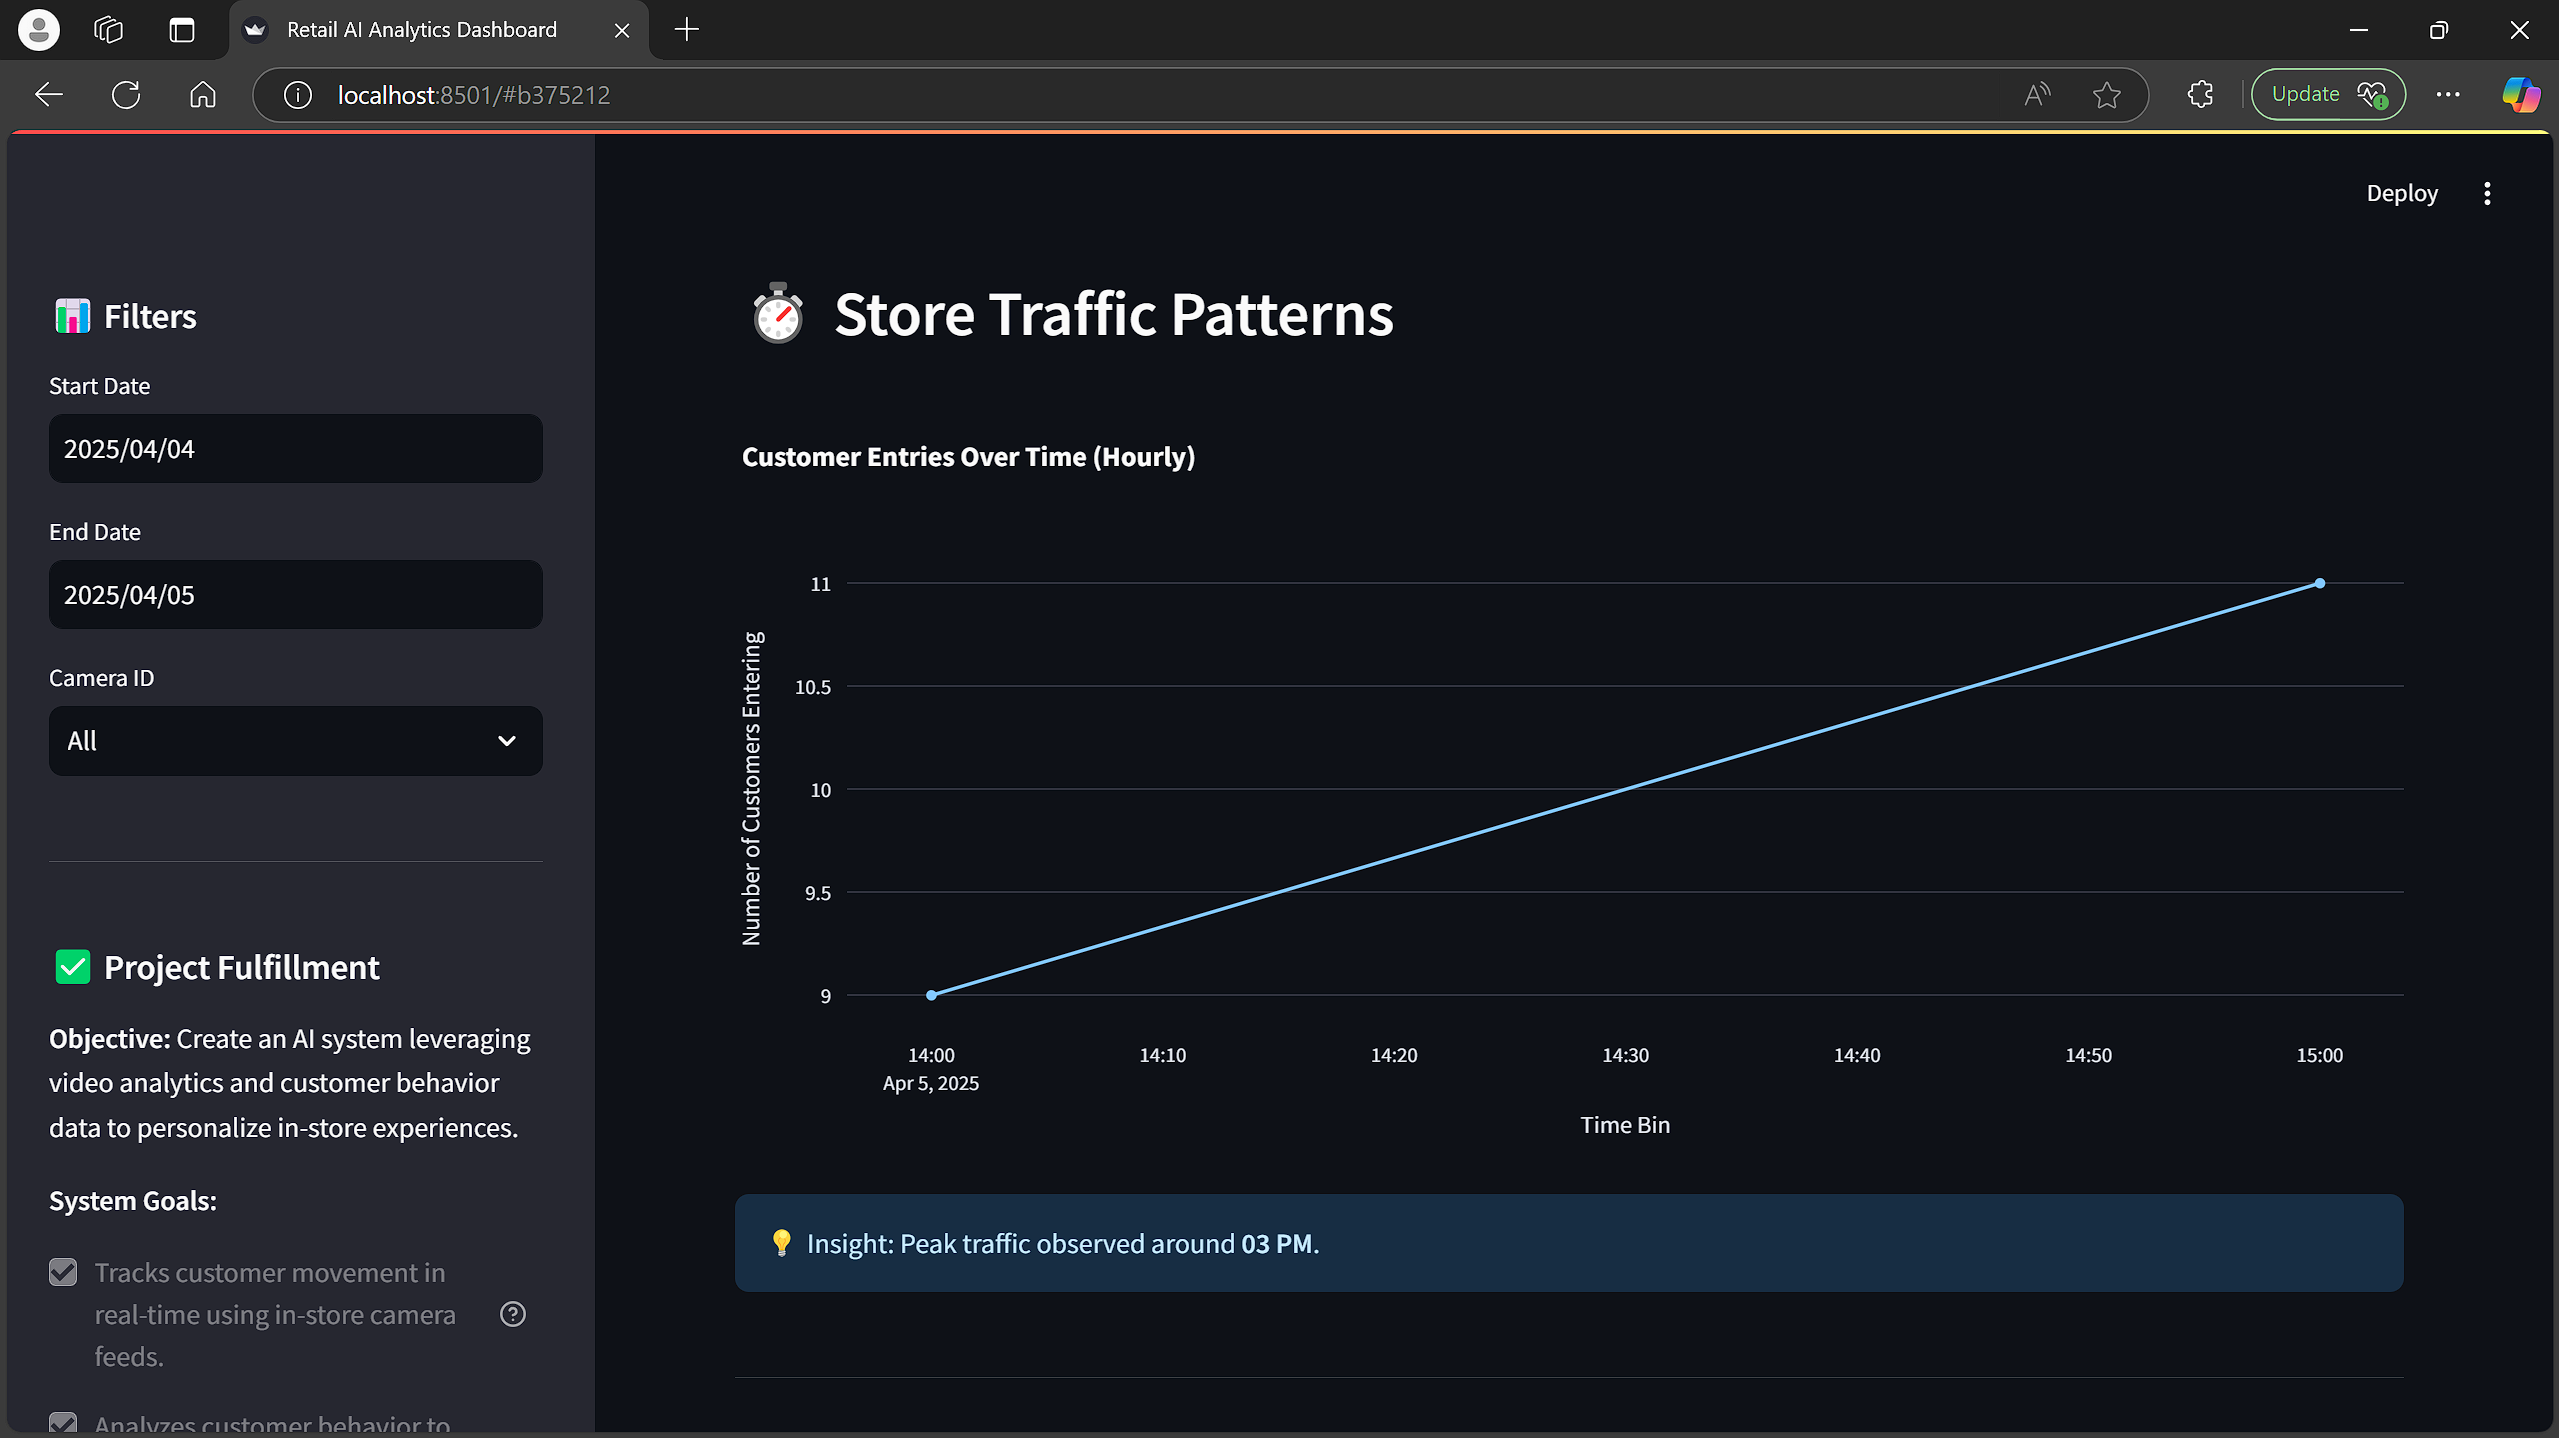 Retail AI Analytics Dashboard
localhost:8501/#b375212
Update
Deploy
Filters
Start Date
2025/04/04
End Date
2025/04/05
Camera ID
All
Project Fulfillment
Objective: Create an AI system leveraging
video analytics and customer behavior
data to personalize in-store experiences.
System Goals:
Tracks customer movement in
real-time using in-store camera
feeds.
Analyzes customer behavior to
Store Traffic Patterns
Customer Entries Over Time (Hourly)
Number of Customers Entering
11
10.5
10
9.5
9
14:00 14:10 14:20 14:30 14:40 14:50 15:00
Apr 5, 2025
Time Bin
Insight: Peak traffic observed around 03 PM.